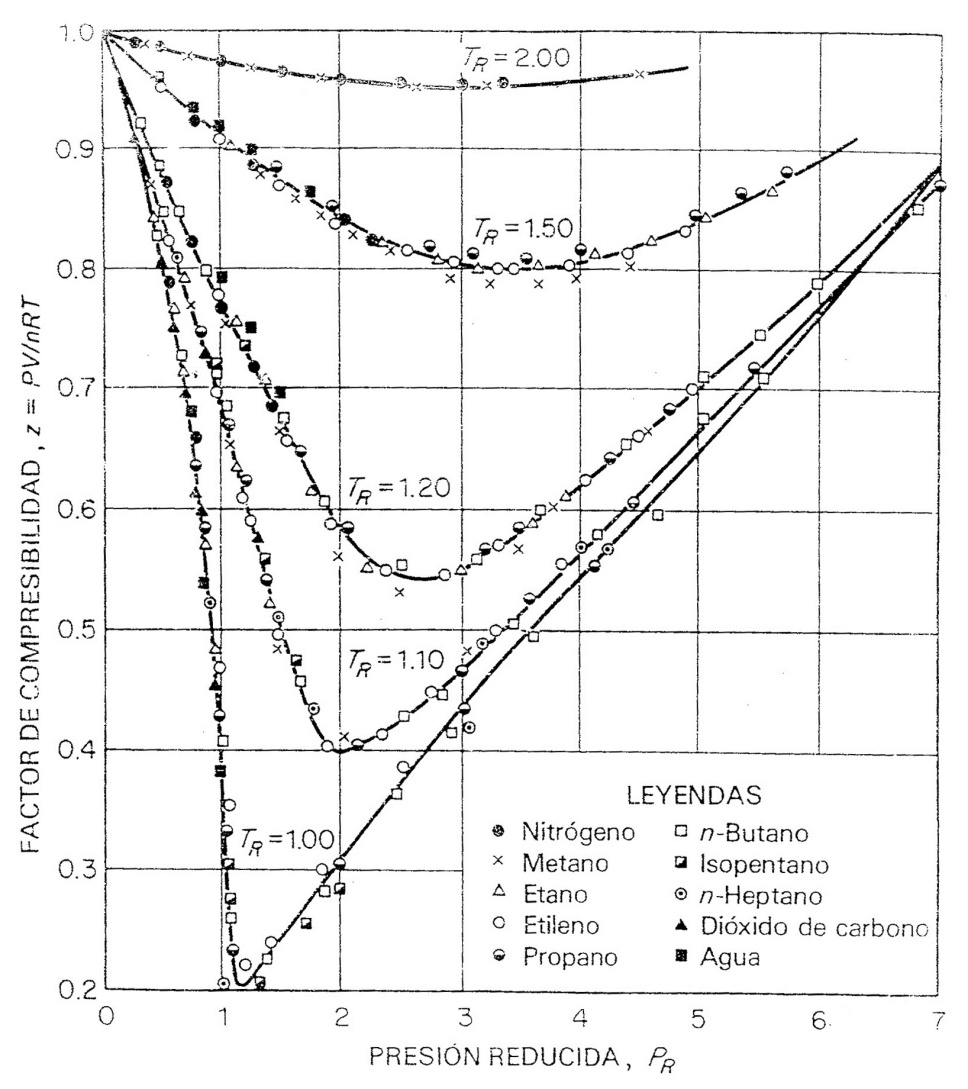 FACTOR DE COMPRESIBILIDAD, z = PV/nRT
1.0
0.9
0.8
0.7
0.6
0.5
0.4
0.3
0.2
T_R = 2.00
T_R = 1.50
T_R = 1.20
T_R = 1.10
T_R = 1.00
LEYENDAS
Nitrógeno
n-Butano
Metano
Isopentano
Etano
n-Heptano
Etileno
Dióxido de carbono
Propano
Agua
0 1 2 3 4 5 6 7
PRESIÓN REDUCIDA, P_R